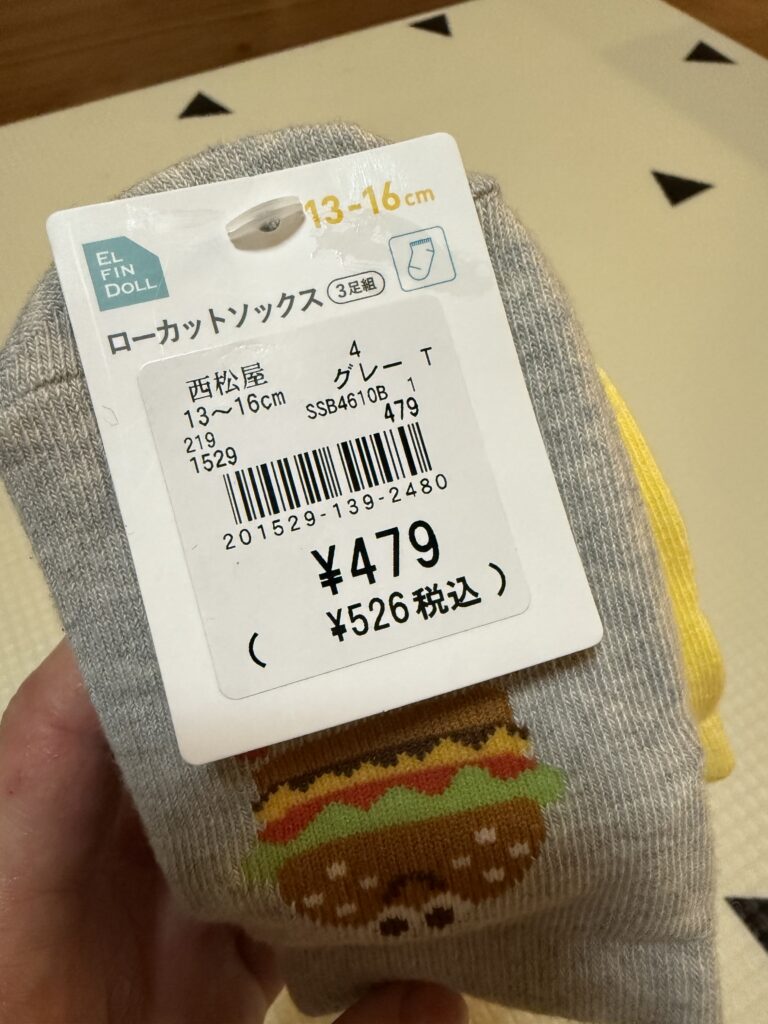 13-16cm
EL
FIN
DOLL
ローカットソックス 3足組
4
西松屋 グレー T
13～16cm SSB4610B 1
219 479
1529
201529-139-2480
¥479
( ¥526税込 )